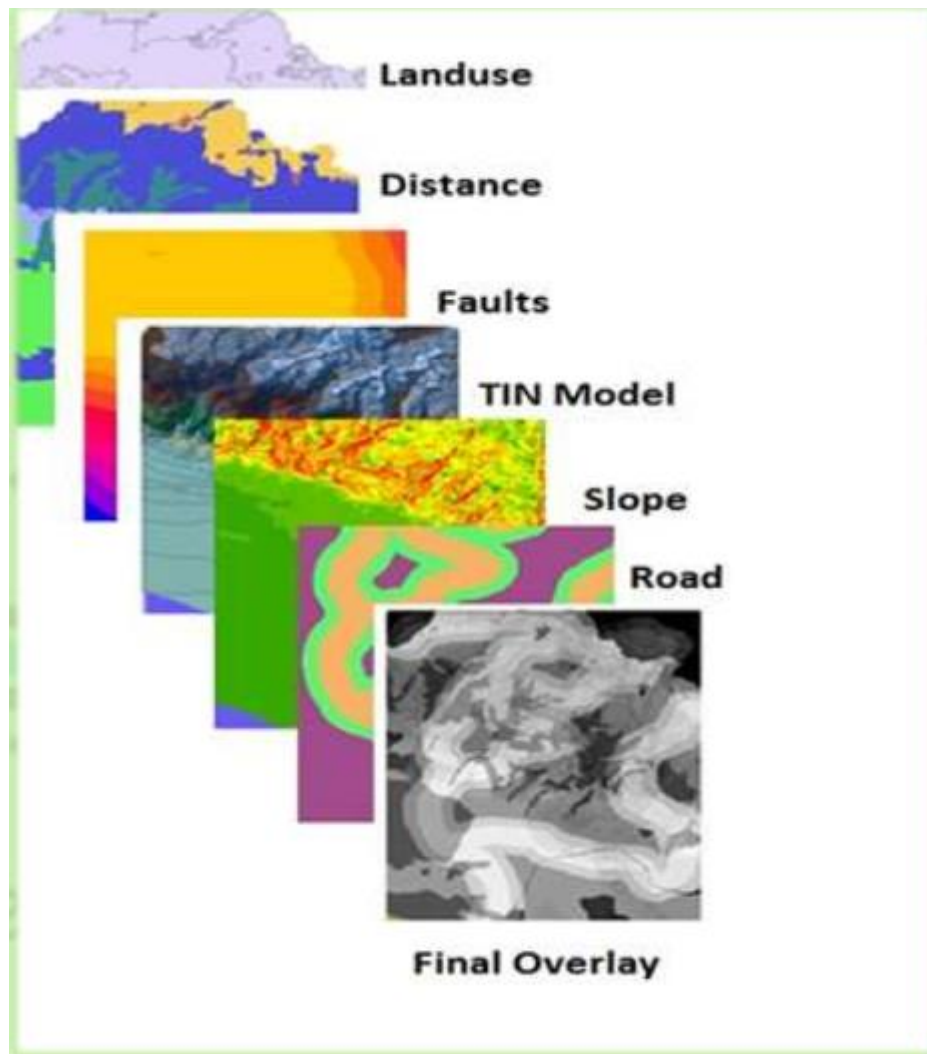 Landuse
Distance
Faults
TIN Model
Slope
Road
Final Overlay